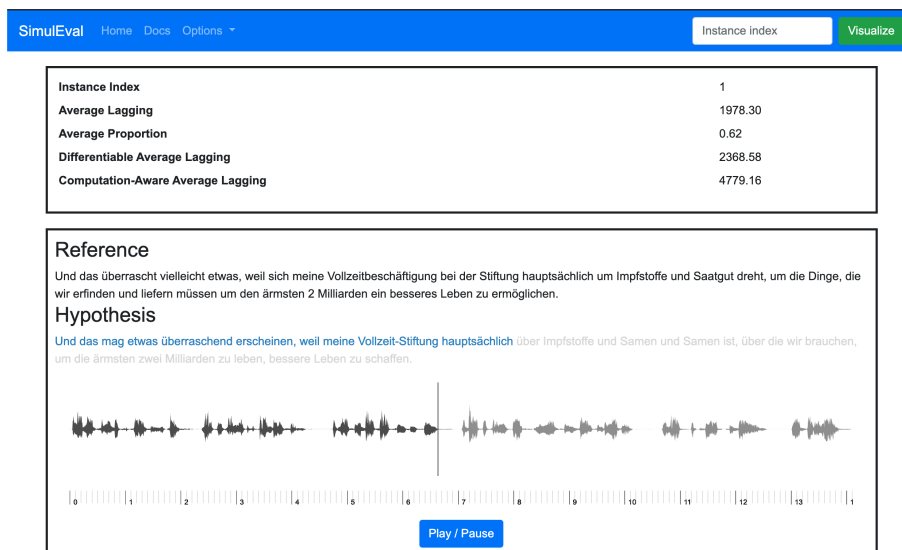 SimulEval Home Docs Options Instance index Visualize
Instance Index 1
Average Lagging 1978.30
Average Proportion 0.62
Differentiable Average Lagging 2368.58
Computation-Aware Average Lagging 4779.16
Reference
Und das überrascht vielleicht etwas, weil sich meine Vollzeitbeschäftigung bei der Stiftung hauptsächlich um Impfstoffe und Saatgut dreht, um die Dinge, die
wir erfinden und liefern müssen um den ärmsten 2 Milliarden ein besseres Leben zu ermöglichen.
Hypothesis
Und das mag etwas überraschend erscheinen, weil meine Vollzeit-Stiftung hauptsächlich über Impfstoffe und Samen und Samen ist, über die wir brauchen,
um die ärmsten zwei Milliarden zu leben, bessere Leben zu schaffen.
0 1 2 3 4 5 6 7 8 9 10 11 12 13 1
Play / Pause